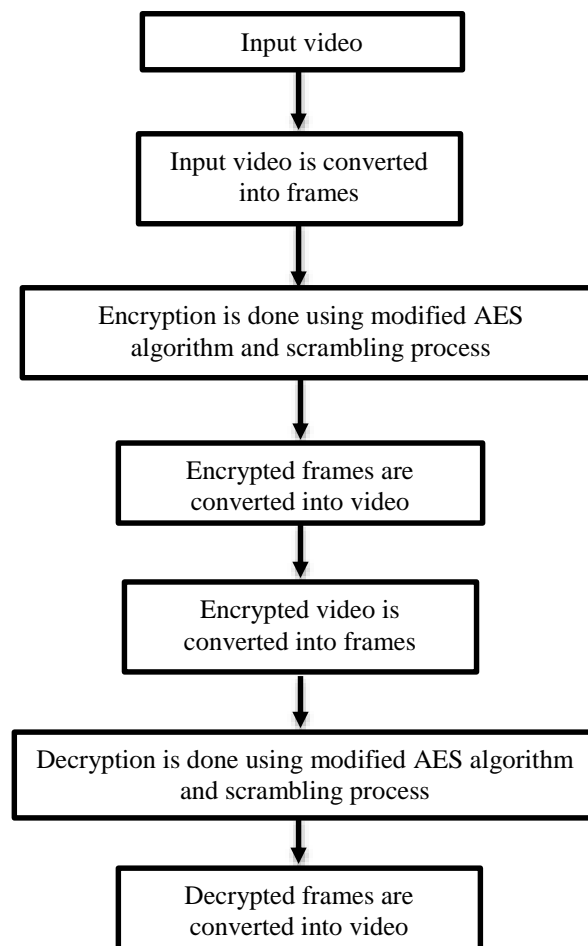 Input video
Input video is converted
into frames
Encryption is done using modified AES
algorithm and scrambling process
Encrypted frames are
converted into video
Encrypted video is
converted into frames
Decryption is done using modified AES algorithm
and scrambling process
Decrypted frames are
converted into video